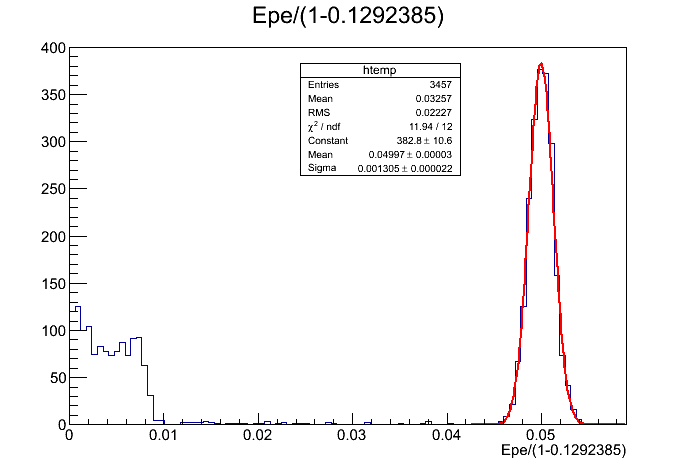 Epe/(1-0.1292385)
400
350
300
250
200
150
100
50
0
htemp
Entries 3457
Mean 0.03257
RMS 0.02227
χ² / ndf 11.94 / 12
Constant 382.8 ± 10.6
Mean 0.04997 ± 0.00003
Sigma 0.001305 ± 0.000022
0 0.01 0.02 0.03 0.04 0.05
Epe/(1-0.1292385)